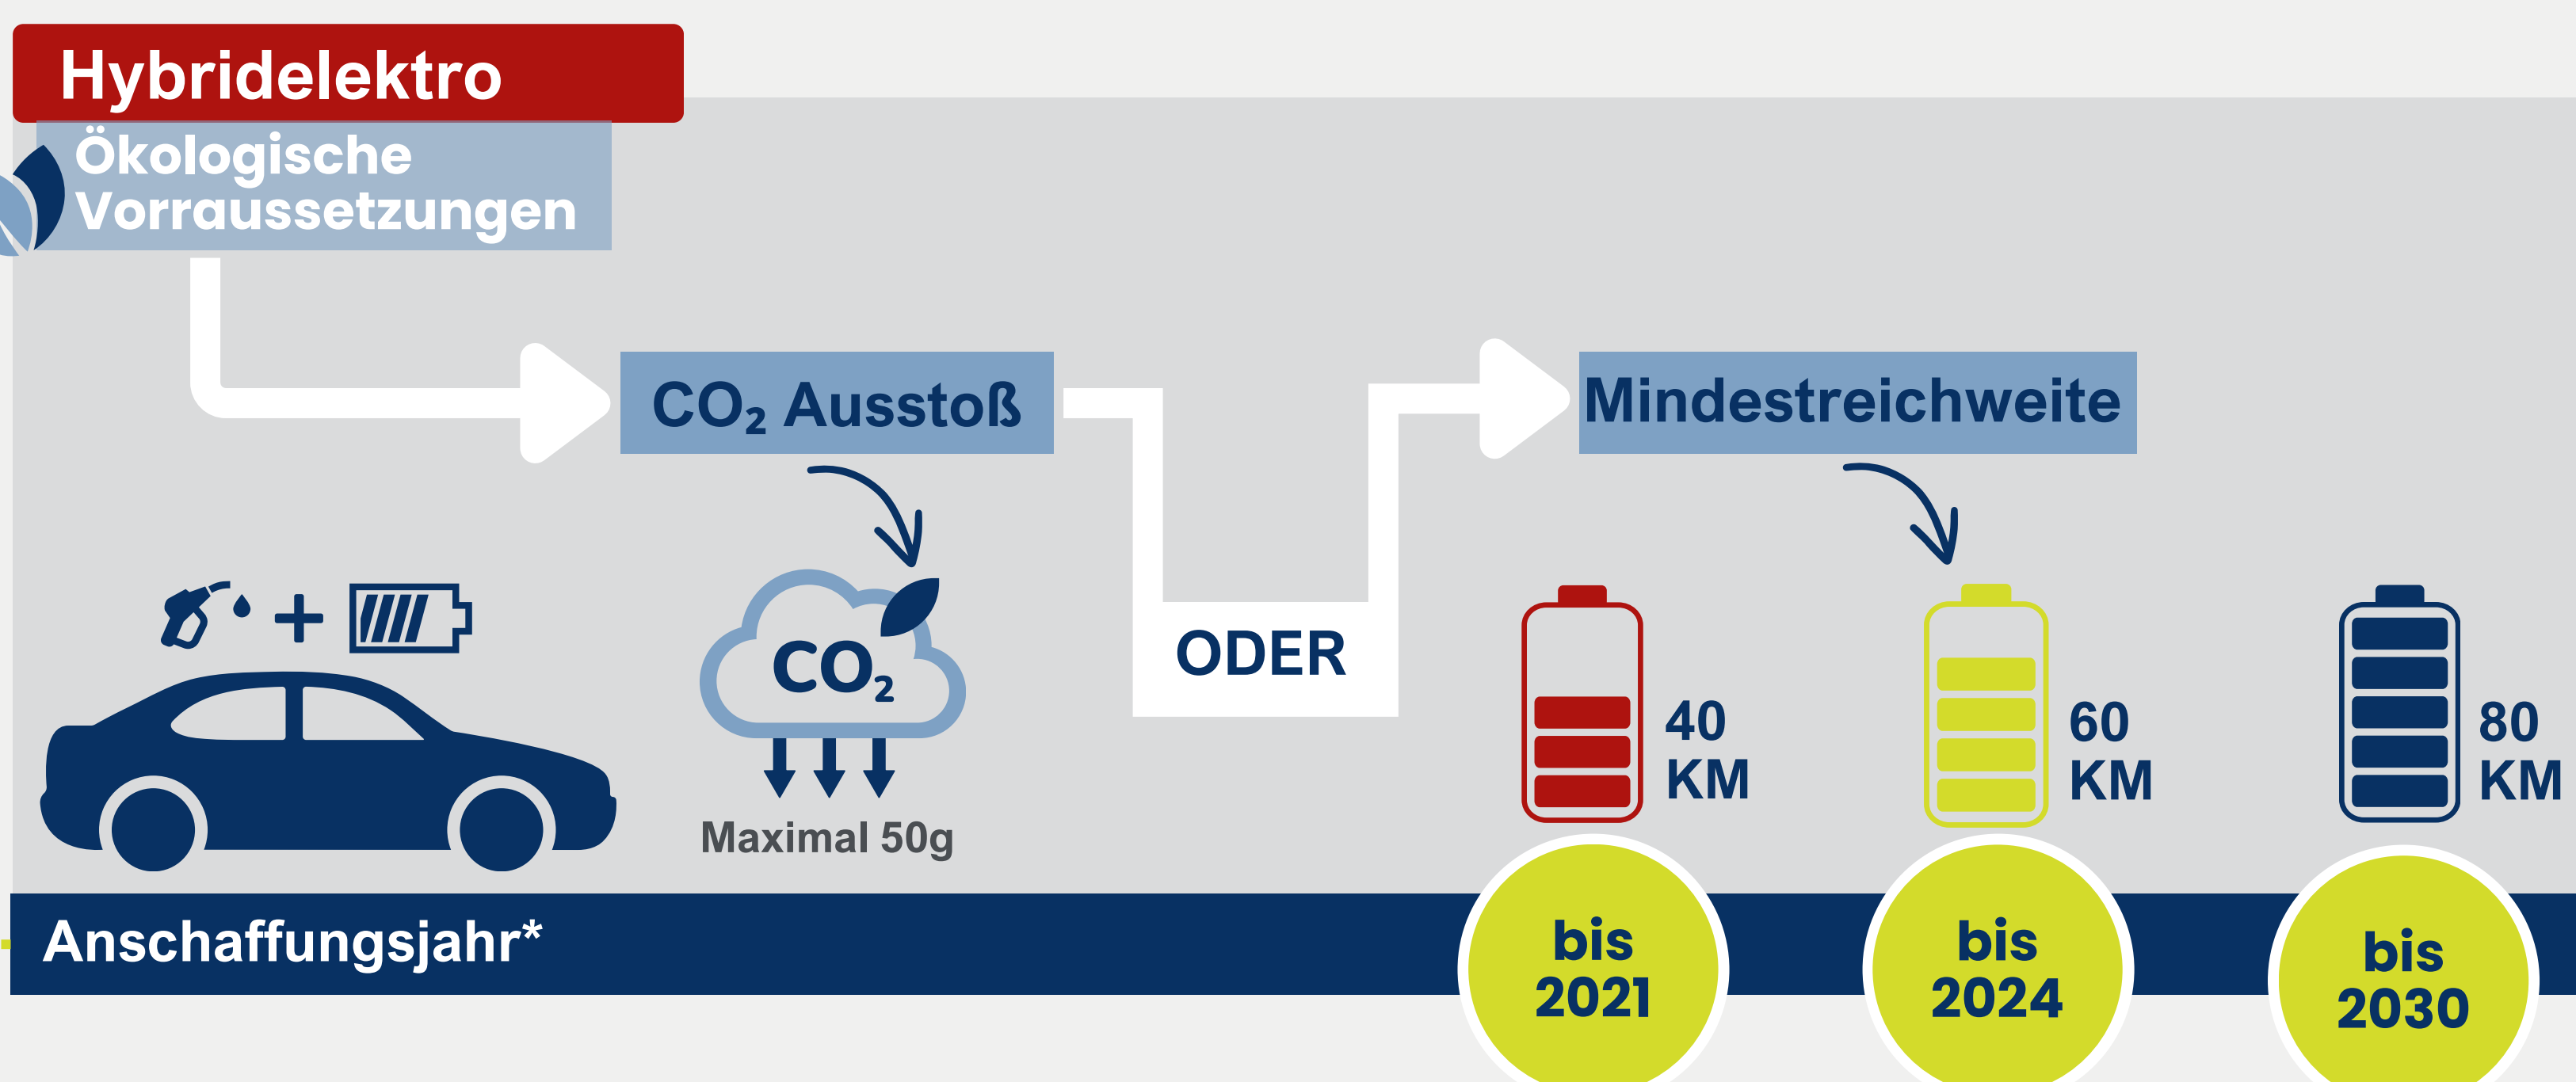 Hybridelektro
Ökologische
Vorraussetzungen
CO₂ Ausstoß
Mindestreichweite
CO₂
ODER
40
KM
60
KM
80
KM
Maximal 50g
Anschaffungsjahr*
bis
2021
bis
2024
bis
2030